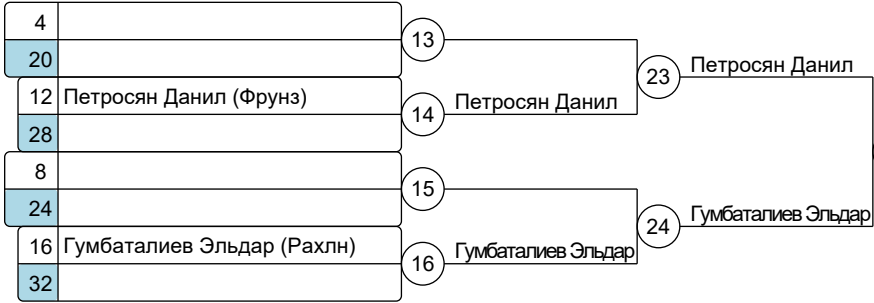 4
13
20
23
Петросян Данил
12 Петросян Данил (Фрунз)
14
Петросян Данил
28
8
15
24
24
Гумбаталиев Эльдар
16 Гумбаталиев Эльдар (Рахлн)
16
Гумбаталиев Эльдар
32